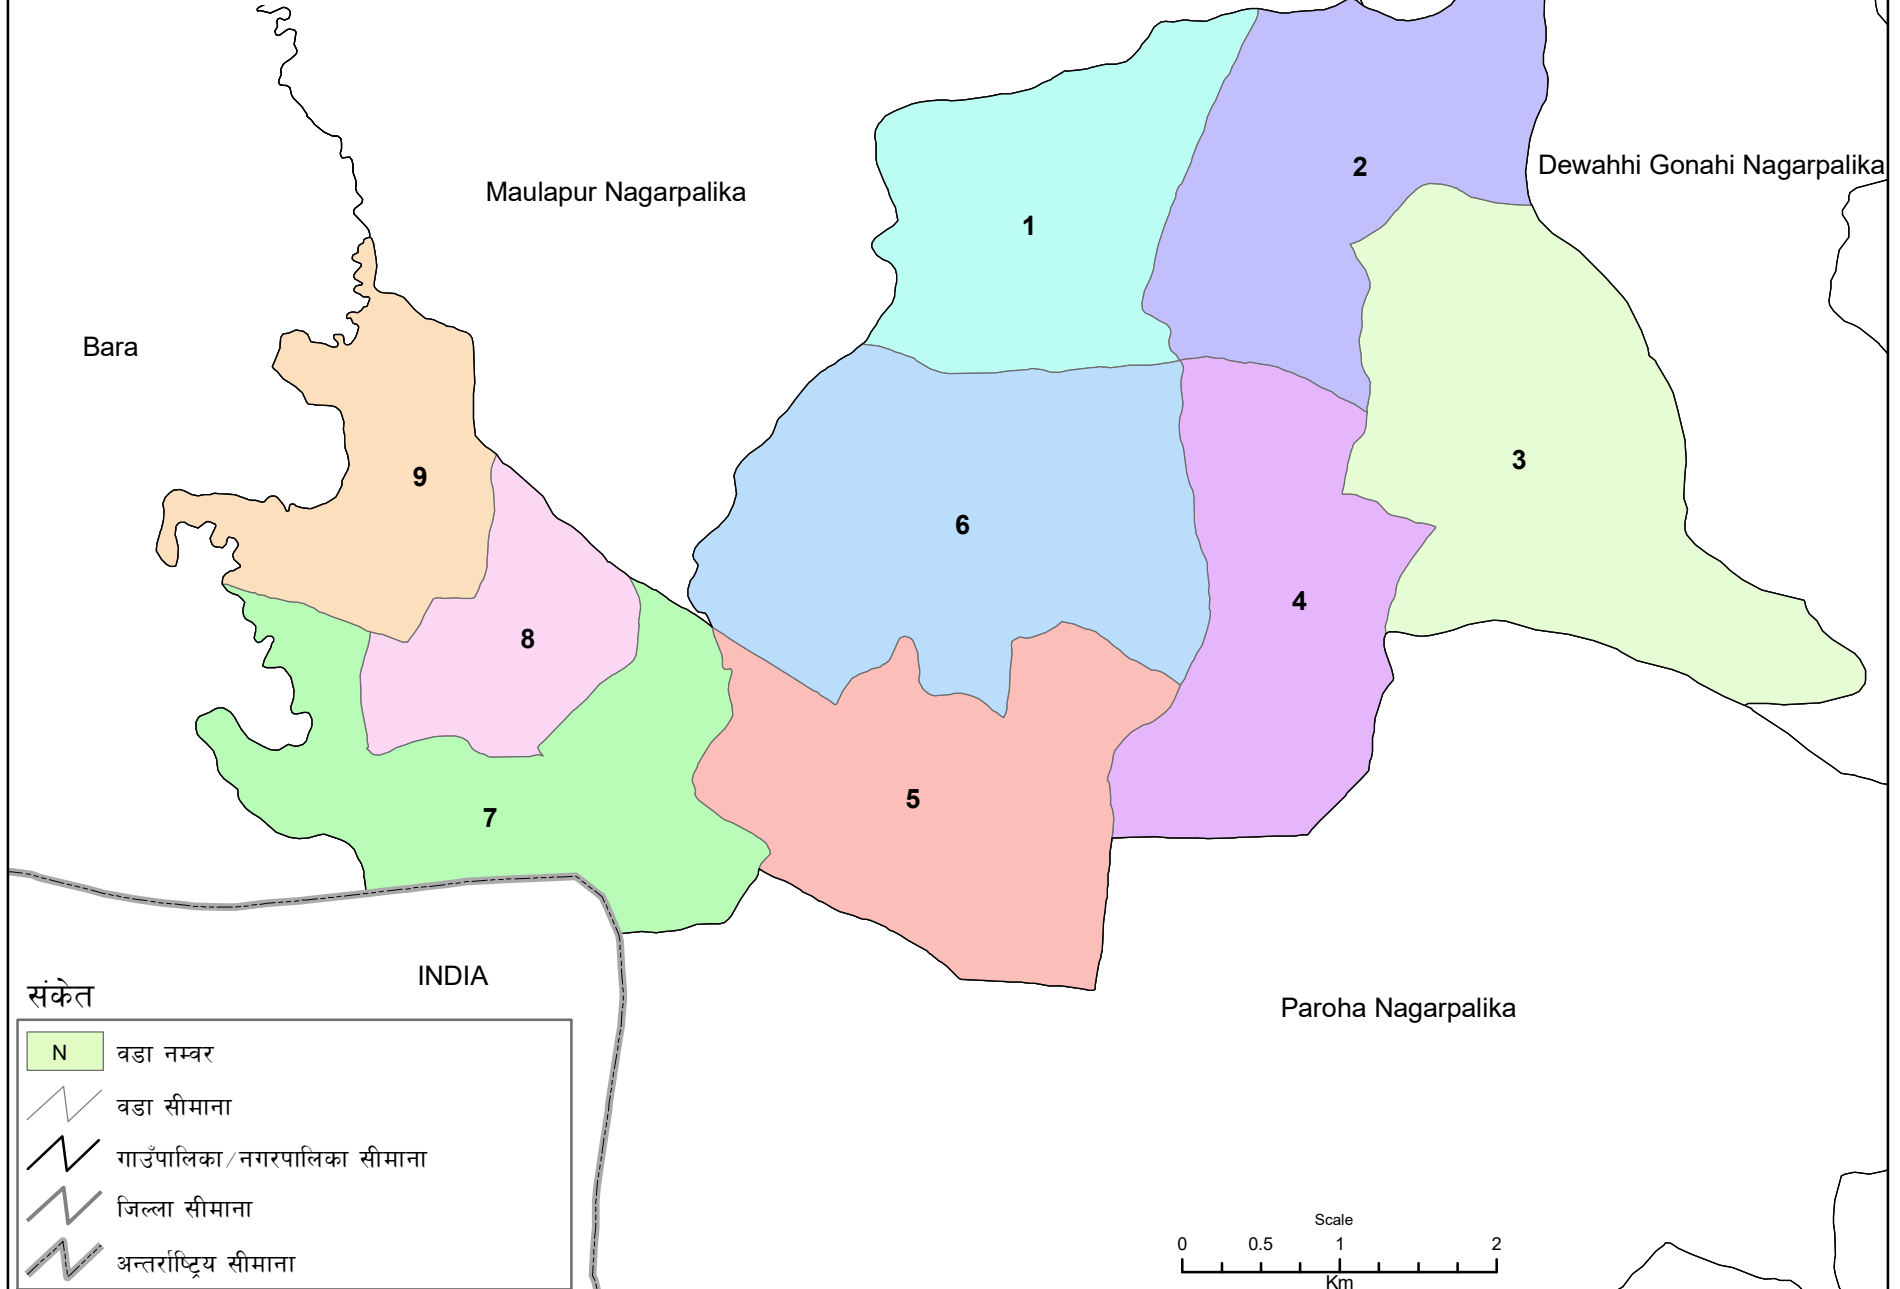 Dewahhi Gonahi Nagarpalika
2
Maulapur Nagarpalika
1
Bara
3
9
6
4
8
5
7
INDIA
Paroha Nagarpalika
संकेत
N वडा नम्वर
वडा सीमाना
गाउँपालिका/नगरपालिका सीमाना
जिल्ला सीमाना
अन्तर्राष्ट्रिय सीमाना
Scale
0 0.5 1 2
Km